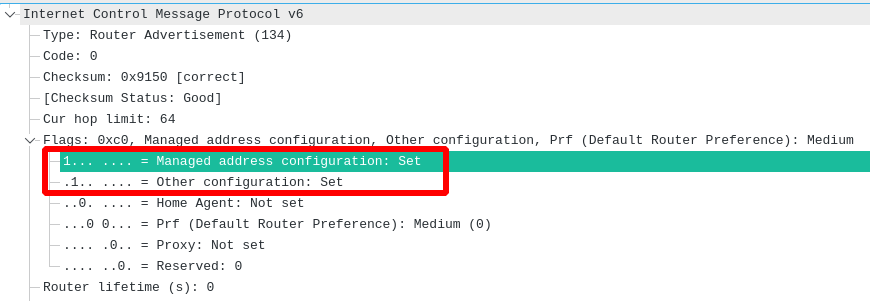 Internet Control Message Protocol v6
Type: Router Advertisement (134)
Code: 0
Checksum: 0x9150 [correct]
[Checksum Status: Good]
Cur hop limit: 64
Flags: 0xc0, Managed address configuration, Other configuration, Prf (Default Router Preference): Medium
1... .... = Managed address configuration: Set
.1.. .... = Other configuration: Set
..0. .... = Home Agent: Not set
...0 0... = Prf (Default Router Preference): Medium (0)
.... .0.. = Proxy: Not set
.... ..0. = Reserved: 0
Router lifetime (s): 0